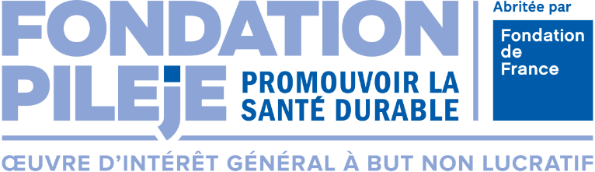 FONDATION
PILEjE
PROMOUVOIR LA
SANTÉ DURABLE
Abritée par
Fondation
de
France
ŒUVRE D'INTÉRÊT GÉNÉRAL À BUT NON LUCRATIF